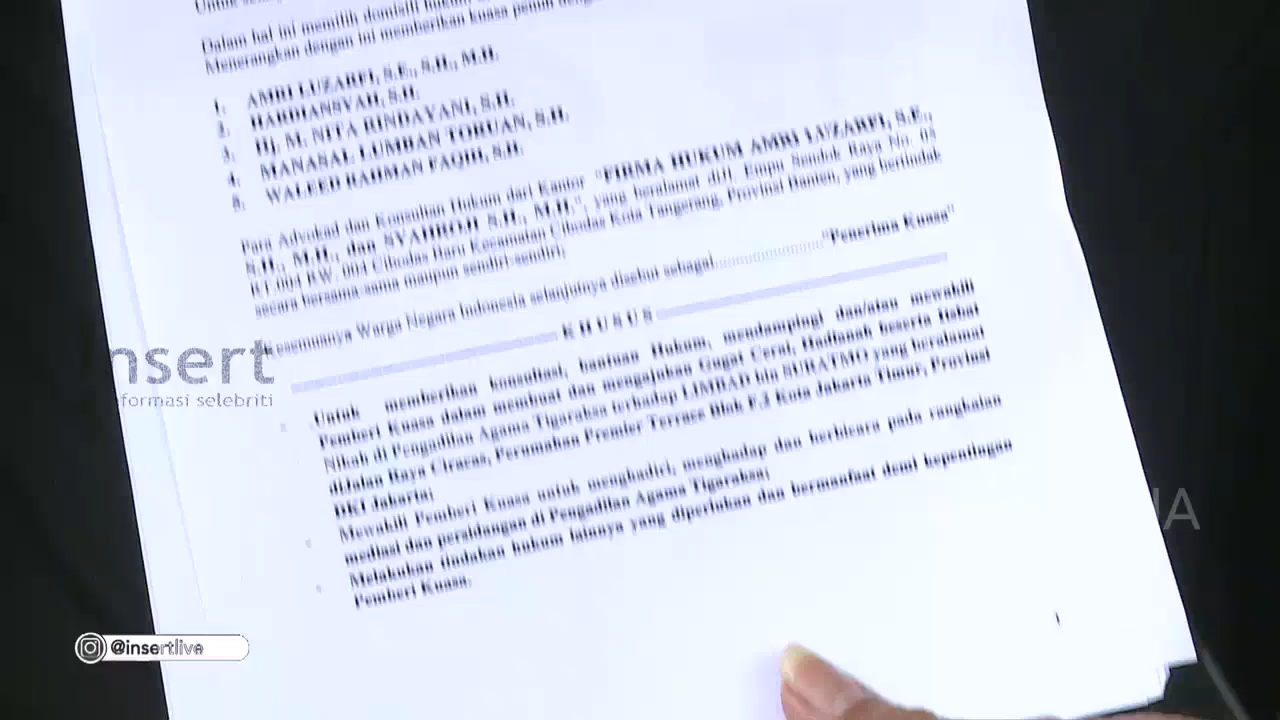 Dalam hal ini memilih domisili hukum
Menerangkan dengan ini memberikan kuasa penuh
1. AMRI LUZARFI, S.E., S.H., M.H.
2. HARDIANSYAH, S.H.
3. Hj. M. NITA RINDAYANI, S.H.
4. MANASAL LUMBAN TORUAN, S.H.
5. WALEED RAHMAN FAQIH, S.H.
Para Advokad dan Konsultan Hukum dari Kantor "FIRMA HUKUM AMRI LUZARFI, S.E.,
S.H., M.H., dan SYAHROJI S.H., M.H.", yang beralamat di Jl. Empu Sendok Raya No. 05
RT.004 RW. 004 Cibodas Baru Kecamatan Cibodas Kota Tangerang, Provinsi Banten, yang bertindak
secara bersama-sama maupun sendiri-sendiri;
Kesemuanya Warga Negara Indonesia selanjutnya disebut sebagai "Penerima Kuasa"
K H U S U S
Untuk memberikan konsultasi, bantuan Hukum, mendampingi dan/atau mewakili
Pemberi Kuasa dalam membuat dan mengajukan Gugat Cerai, Hadhanah beserta Itsbat
Nikah di Pengadilan Agama Tigaraksa terhadap LIMBAD bin SURATMO yang beralamat
diJalan Raya Ciracas, Perumahan Premier Terrace Blok F.2 Kota Jakarta Timur, Provinsi
DKI Jakarta;
Mewakili Pemberi Kuasa untuk menghadiri, menghadap dan berbicara pada rangkaian
mediasi dan persidangan di Pengadilan Agama Tigaraksa;
Melakukan tindakan hukum lainnya yang diperlukan dan bermanfaat demi kepentingan
Pemberi Kuasa.
1
insert
informasi selebriti
@insertlive